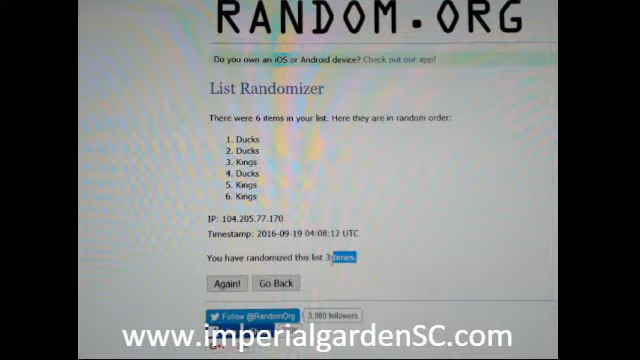 RANDOM.ORG
Do you own an iOS or Android device? Check out our app!
List Randomizer
There were 6 items in your list. Here they are in random order:
1. Ducks
2. Ducks
3. Kings
4. Ducks
5. Kings
6. Kings
IP: 104.205.77.170
Timestamp: 2016-09-19 04:08:12 UTC
You have randomized this list 3 times.
Again! Go Back
Follow @RandomOrg 3,980 followers
www.imperialgardenSC.com